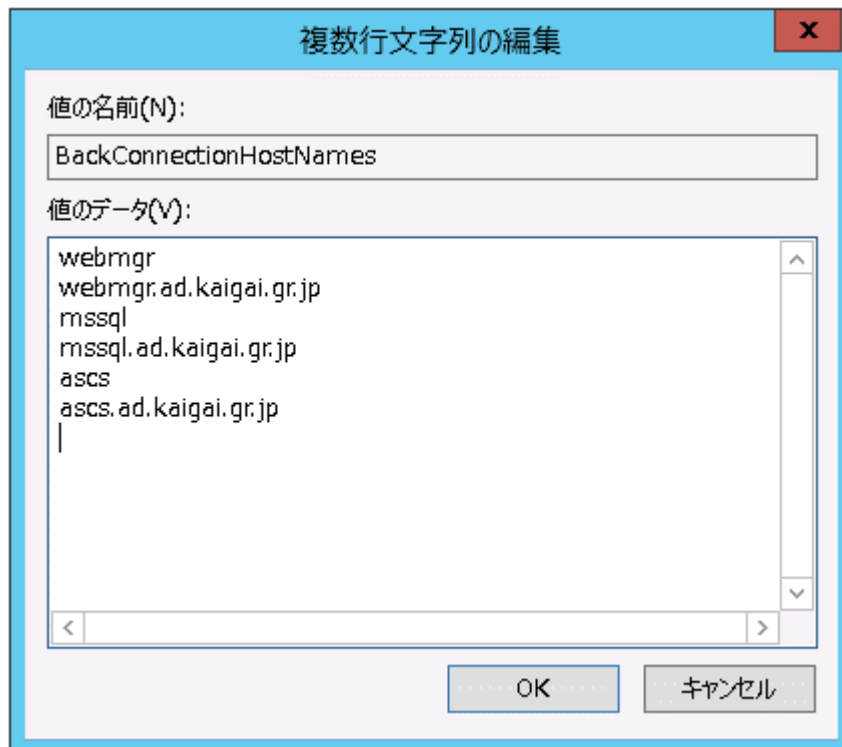 複数行文字列の編集
x
値の名前(N):
BackConnectionHostNames
値のデータ(V):
webmgr
webmgr.ad.kaigai.gr.jp
mssql
mssql.ad.kaigai.gr.jp
ascs
ascs.ad.kaigai.gr.jp
OK
キャンセル